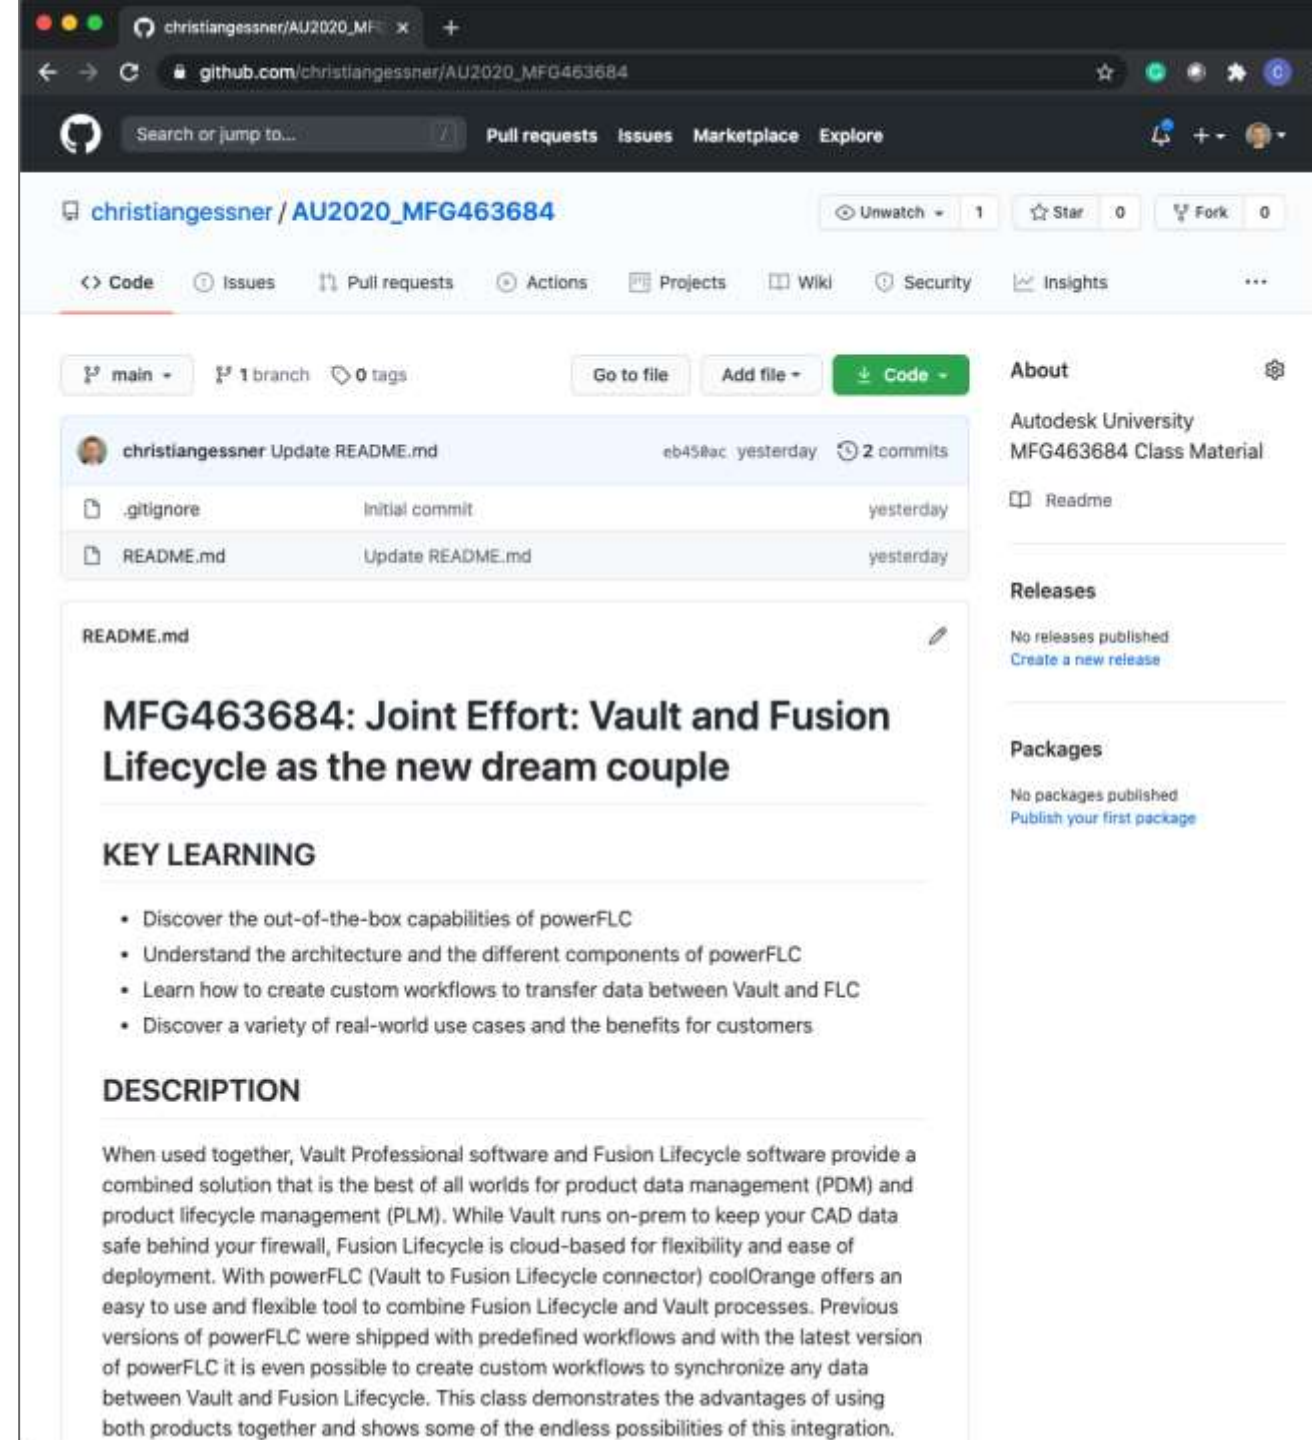 christiangessner/AU2020_MF
github.com/christiangessner/AU2020_MFG463684
Search or jump to... / Pull requests Issues Marketplace Explore
christiangessner / AU2020_MFG463684 Unwatch 1 Star 0 Fork 0
<> Code Issues Pull requests Actions Projects Wiki Security Insights ...
main 1 branch 0 tags Go to file Add file Code
christiangessner Update README.md eb450ac yesterday 2 commits
.gitignore Initial commit yesterday
README.md Update README.md yesterday
About
Autodesk University
MFG463684 Class Material
Readme
Releases
No releases published
Create a new release
Packages
No packages published
Publish your first package
README.md
MFG463684: Joint Effort: Vault and Fusion
Lifecycle as the new dream couple
KEY LEARNING
• Discover the out-of-the-box capabilities of powerFLC
• Understand the architecture and the different components of powerFLC
• Learn how to create custom workflows to transfer data between Vault and FLC
• Discover a variety of real-world use cases and the benefits for customers
DESCRIPTION
When used together, Vault Professional software and Fusion Lifecycle software provide a
combined solution that is the best of all worlds for product data management (PDM) and
product lifecycle management (PLM). While Vault runs on-prem to keep your CAD data
safe behind your firewall, Fusion Lifecycle is cloud-based for flexibility and ease of
deployment. With powerFLC (Vault to Fusion Lifecycle connector) coolOrange offers an
easy to use and flexible tool to combine Fusion Lifecycle and Vault processes. Previous
versions of powerFLC were shipped with predefined workflows and with the latest version
of powerFLC it is even possible to create custom workflows to synchronize any data
between Vault and Fusion Lifecycle. This class demonstrates the advantages of using
both products together and shows some of the endless possibilities of this integration.